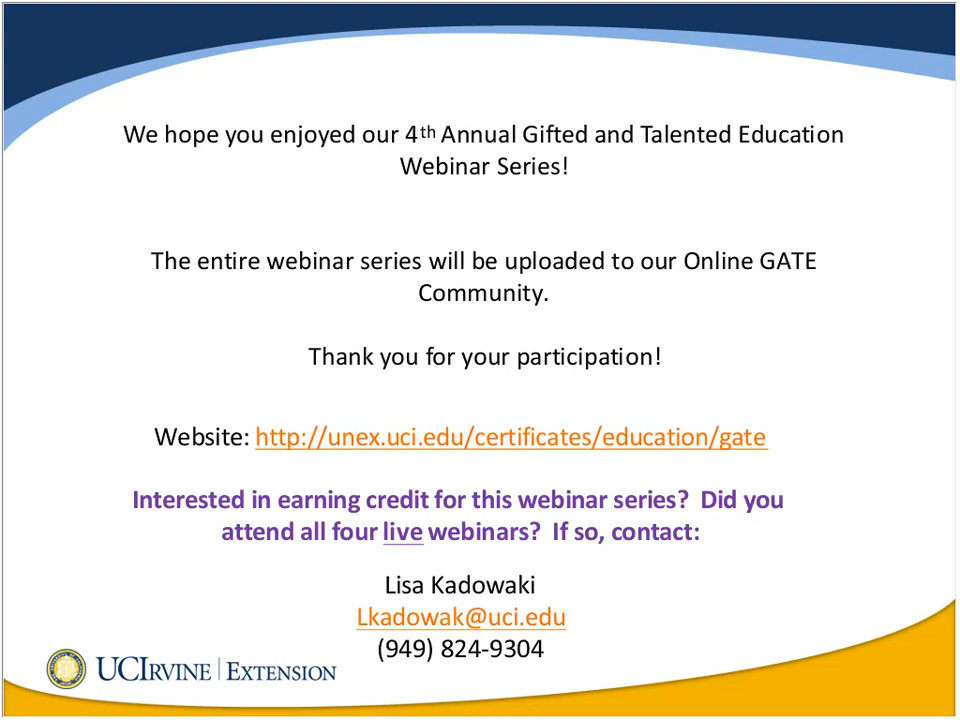 We hope you enjoyed our 4th Annual Gifted and Talented Education
Webinar Series!
The entire webinar series will be uploaded to our Online GATE
Community.
Thank you for your participation!
Website: http://unex.uci.edu/certificates/education/gate
Interested in earning credit for this webinar series? Did you
attend all four live webinars? If so, contact:
Lisa Kadowaki
Lkadowak@uci.edu
(949) 824-9304
UCIRVINE | EXTENSION